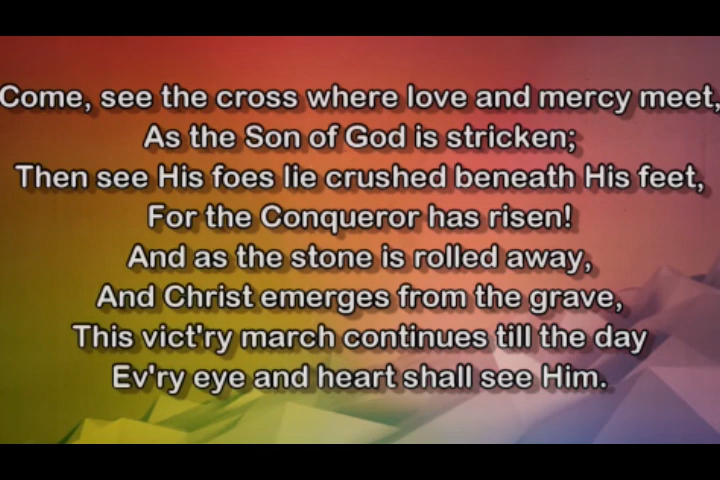 Come, see the cross where love and mercy meet,
As the Son of God is stricken;
Then see His foes lie crushed beneath His feet,
For the Conqueror has risen!
And as the stone is rolled away,
And Christ emerges from the grave,
This vict'ry march continues till the day
Ev'ry eye and heart shall see Him.